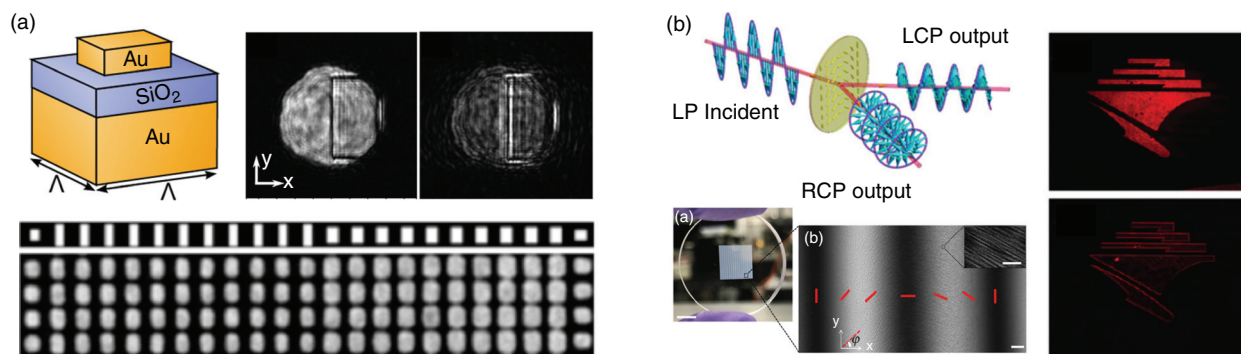 (a)
Au
SiO₂
Au
Λ
Λ
y
x
(b)
LCP output
LP Incident
RCP output
(a)
(b)
y
φ
x